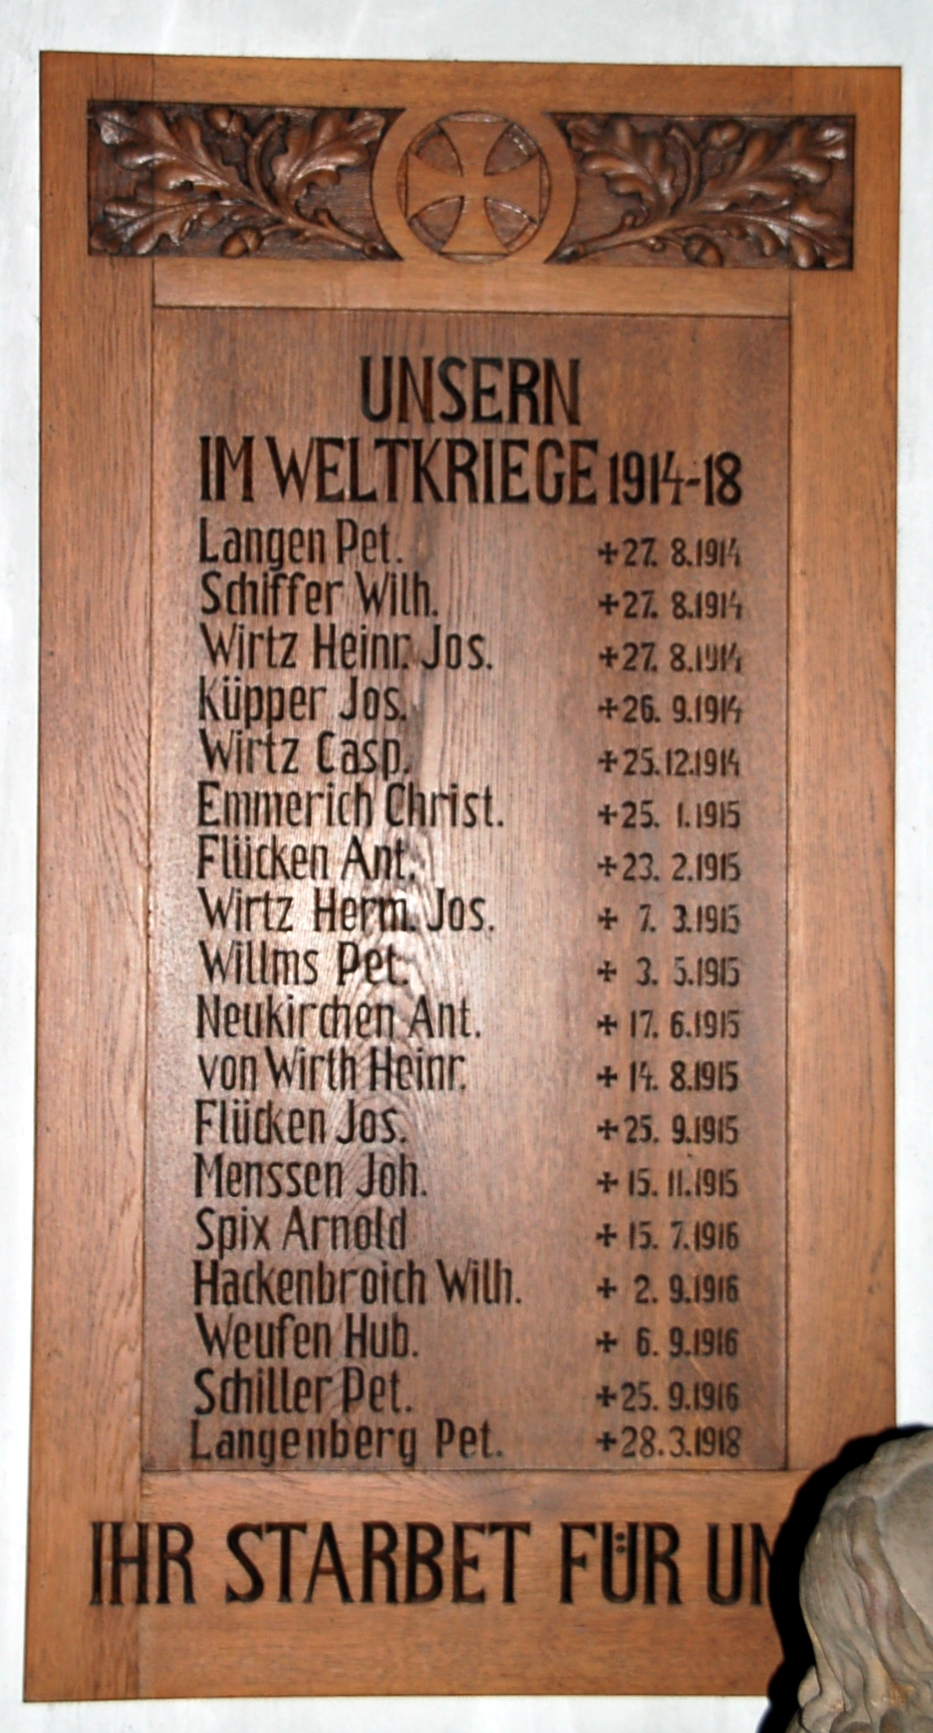 UNSERN
IM WELTKRIEGE 1914-18
Langen Pet. +27. 8.1914
Schiffer Wilh. +27. 8.1914
Wirtz Heinr. Jos. +27. 8.1914
Küpper Jos. +26. 9.1914
Wirtz Casp. +25.12.1914
Emmerich Christ. +25. 1.1915
Flücken Ant. +23. 2.1915
Wirtz Herm. Jos. + 7. 3.1915
Willms Pet. + 3. 5.1915
Neukirchen Ant. + 17. 6.1915
von Wirth Heinr. + 14. 8.1915
Flücken Jos. +25. 9.1915
Menssen Joh. + 15. 11.1915
Spix Arnold + 15. 7.1916
Hackenbroich Wilh. + 2. 9.1916
Weufen Hub. + 6. 9.1916
Schiller Pet. +25. 9.1916
Langenberg Pet. +28.3.1918
IHR STARBET FÜR